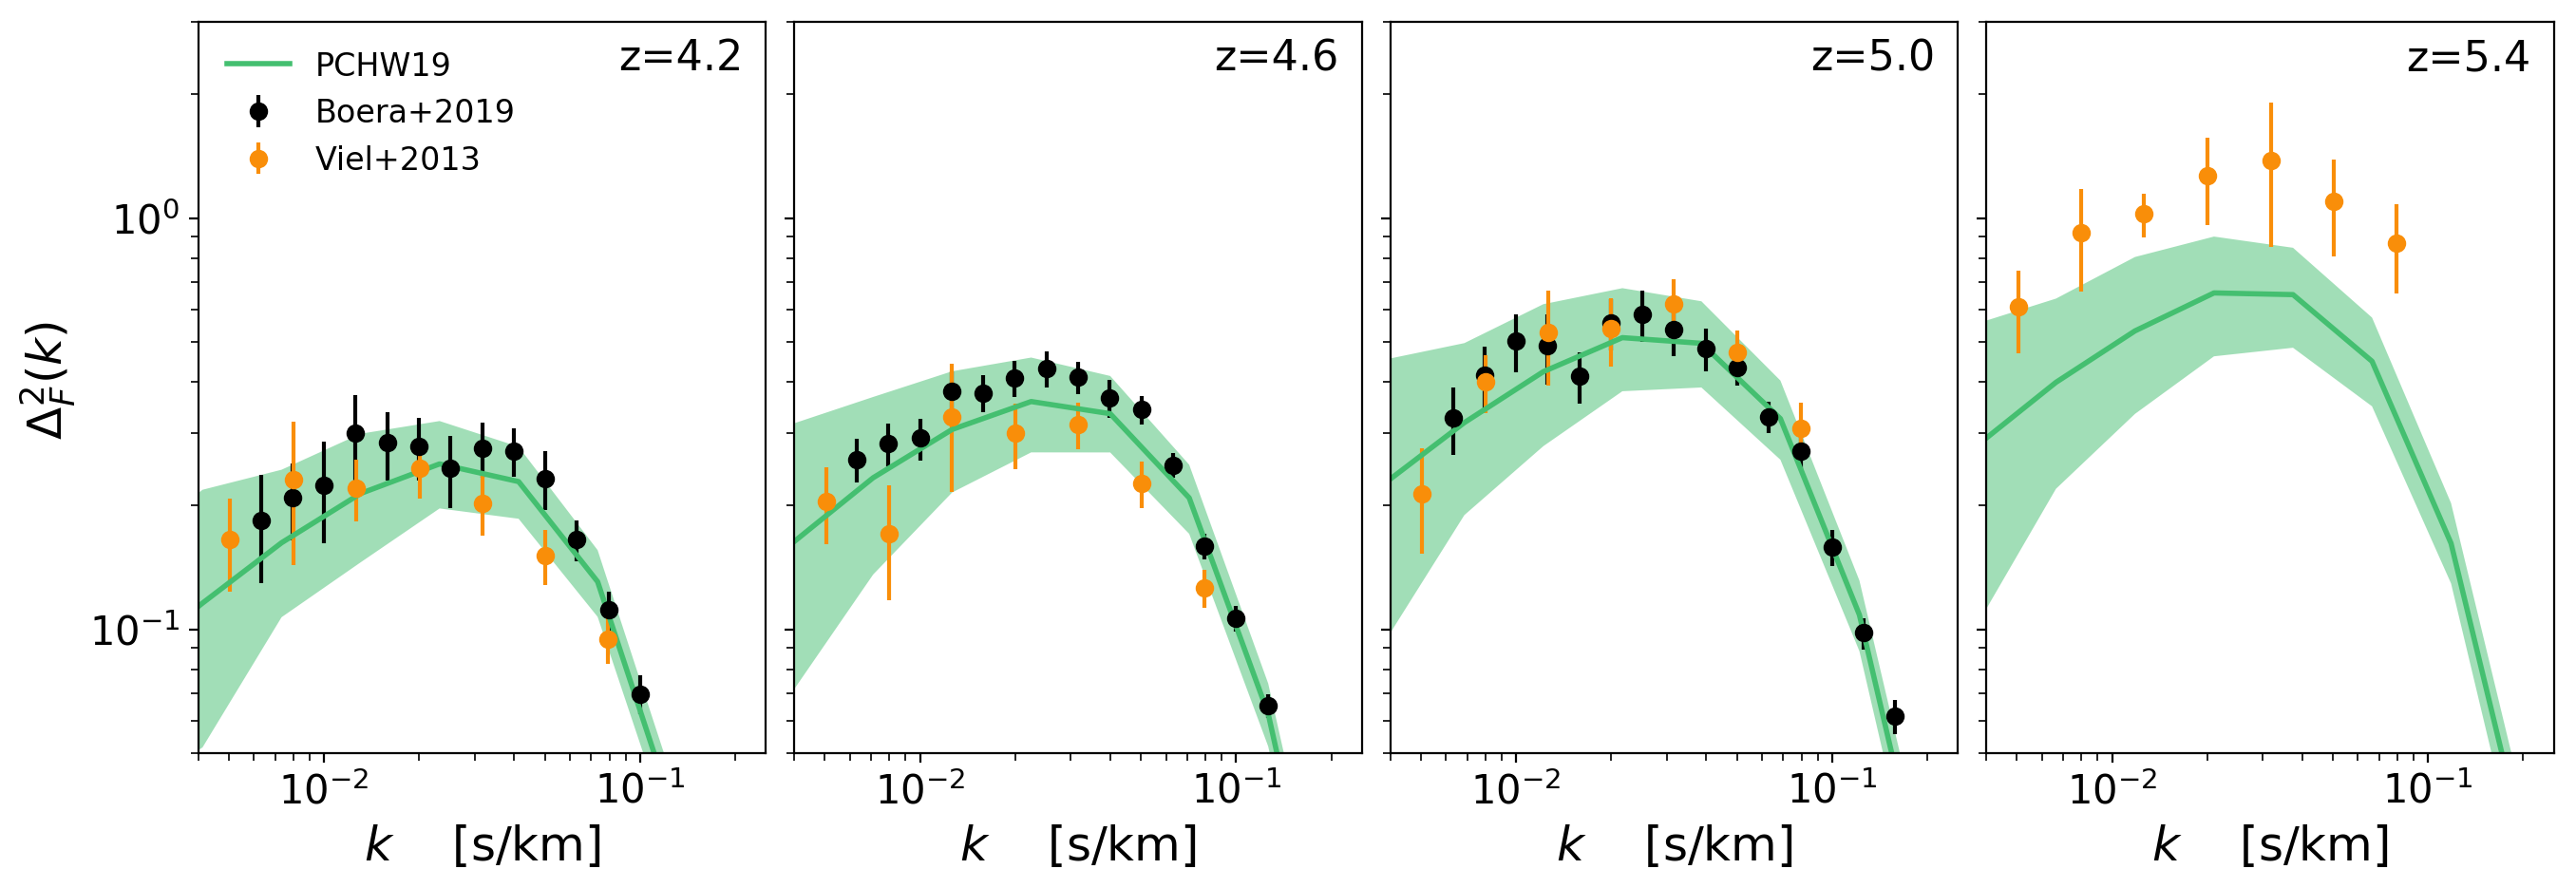 PCHW19
Boera+2019
Viel+2013
z=4.2
z=4.6
z=5.0
z=5.4
Δ²_F(k)
10⁰
10⁻¹
10⁻² 10⁻¹
10⁻² 10⁻¹
10⁻² 10⁻¹
10⁻² 10⁻¹
k [s/km]
k [s/km]
k [s/km]
k [s/km]